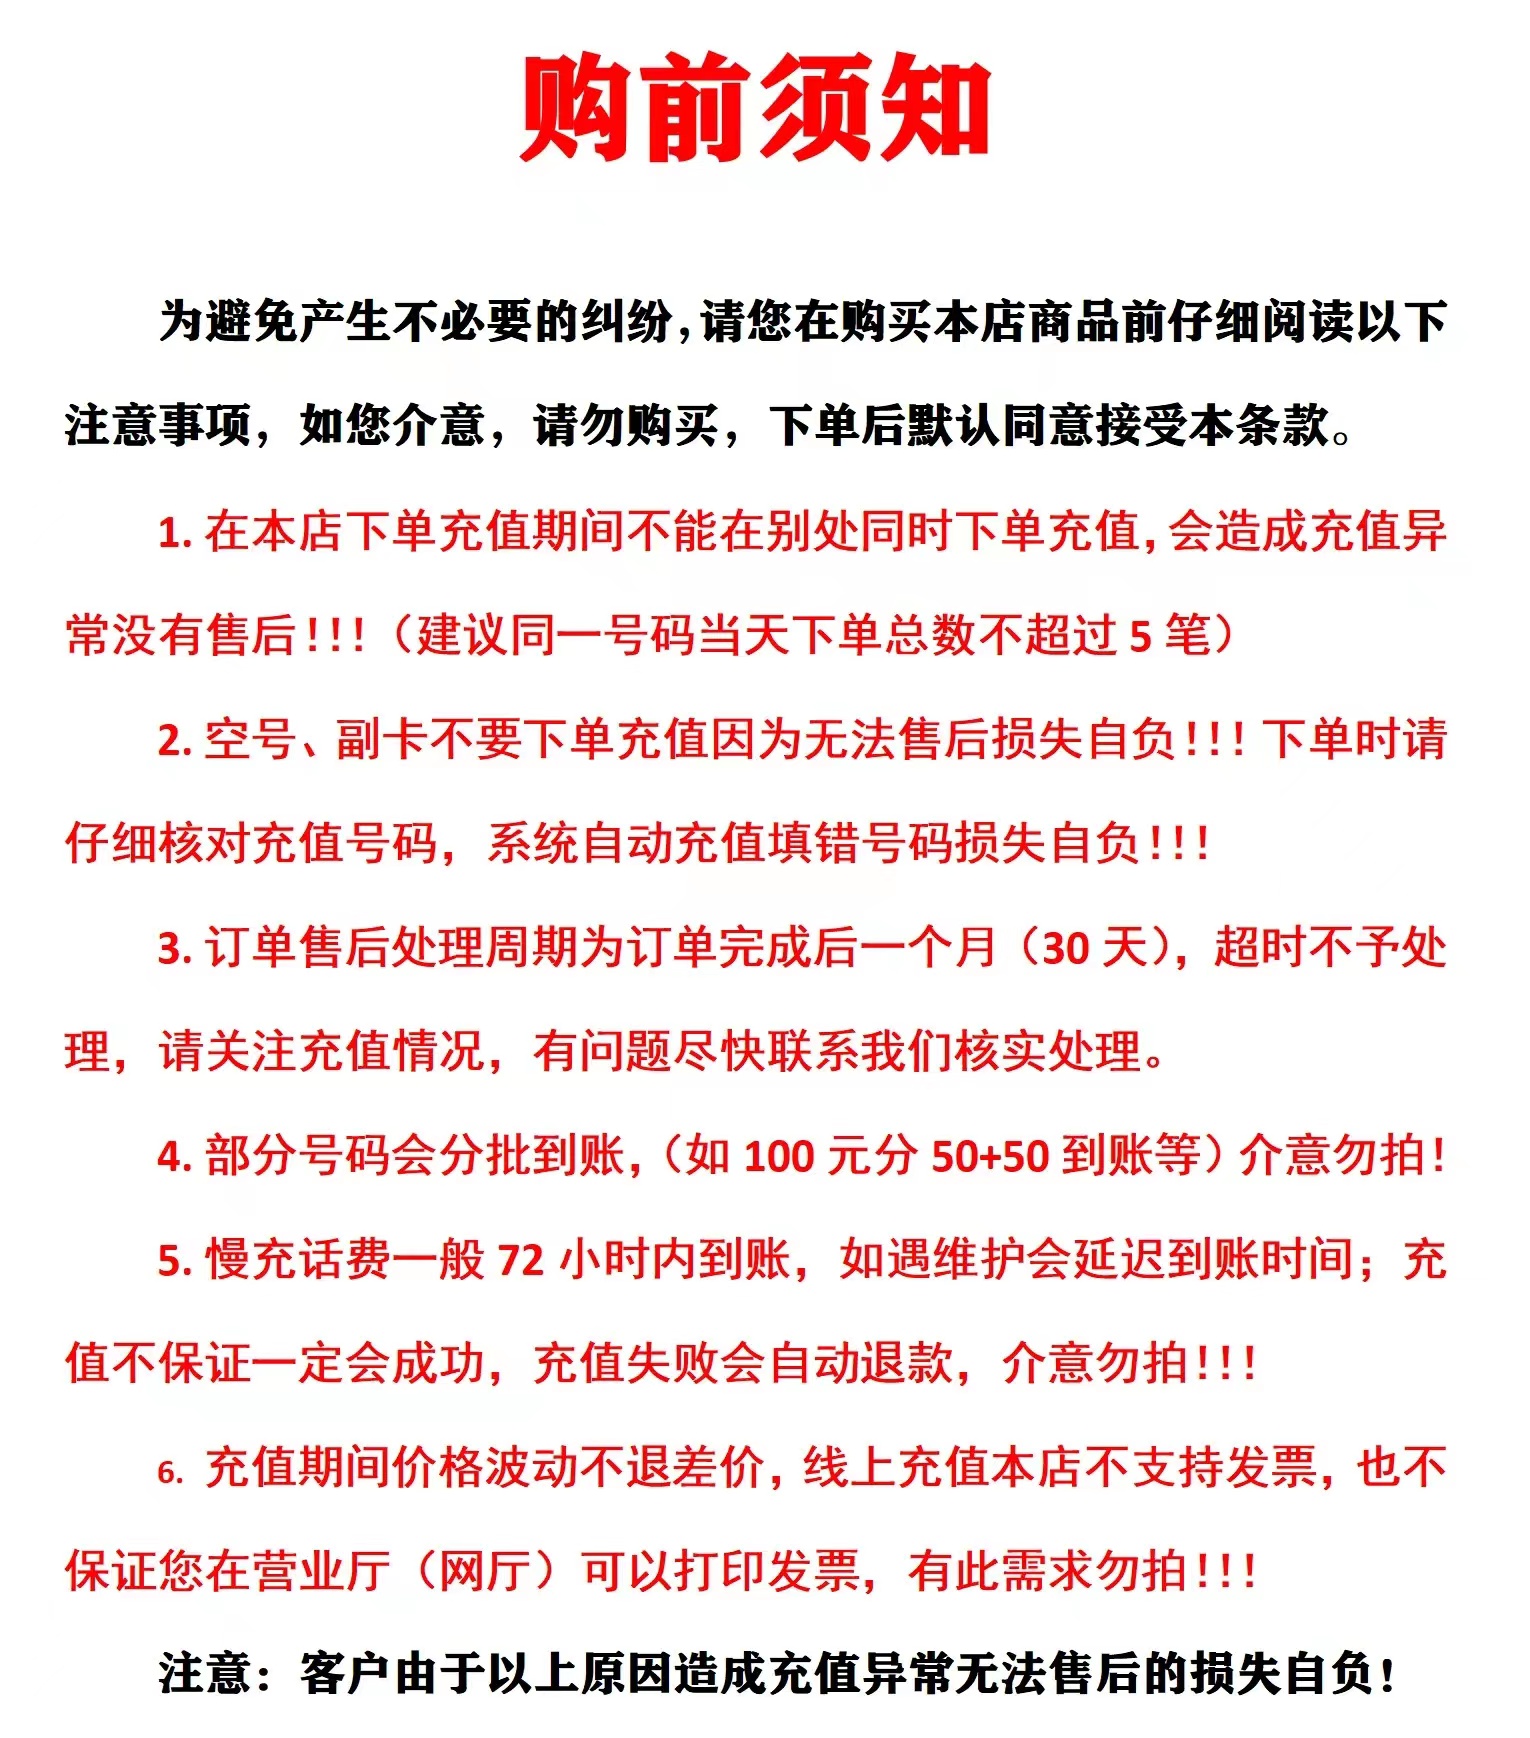 购前须知
为避免产生不必要的纠纷,请您在购买本店商品前仔细阅读以下
注意事项，如您介意，请勿购买，下单后默认同意接受本条款。
1. 在本店下单充值期间不能在别处同时下单充值,会造成充值异
常没有售后!!!（建议同一号码当天下单总数不超过 5 笔）
2. 空号、副卡不要下单充值因为无法售后损失自负!!! 下单时请
仔细核对充值号码，系统自动充值填错号码损失自负!!!
3. 订单售后处理周期为订单完成后一个月（30 天），超时不予处
理，请关注充值情况，有问题尽快联系我们核实处理。
4. 部分号码会分批到账,（如 100 元分 50+50 到账等）介意勿拍!
5. 慢充话费一般 72 小时内到账，如遇维护会延迟到账时间；充
值不保证一定会成功，充值失败会自动退款，介意勿拍!!!
6. 充值期间价格波动不退差价,线上充值本店不支持发票，也不
保证您在营业厅（网厅）可以打印发票，有此需求勿拍!!!
注意：客户由于以上原因造成充值异常无法售后的损失自负!